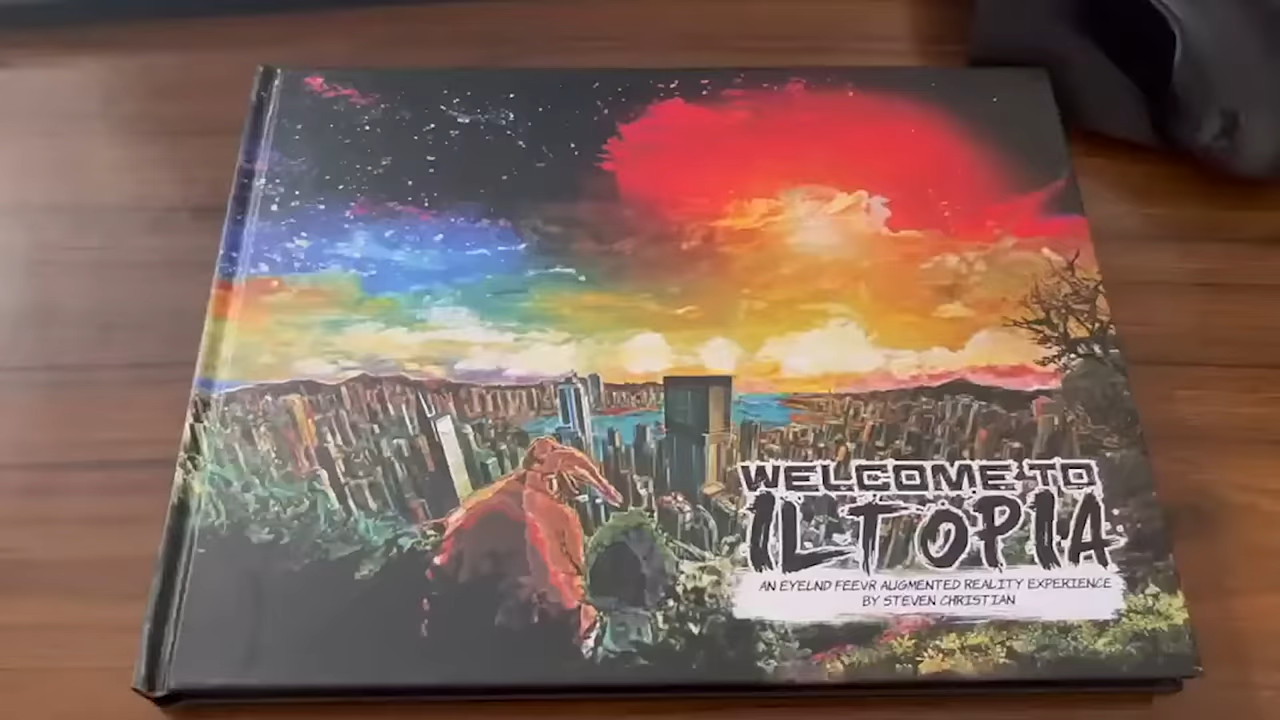 WELCOME TO
ILTOPIA
AN EYELND FEEVR AUGMENTED REALITY EXPERIENCE
BY STEVEN CHRISTIAN